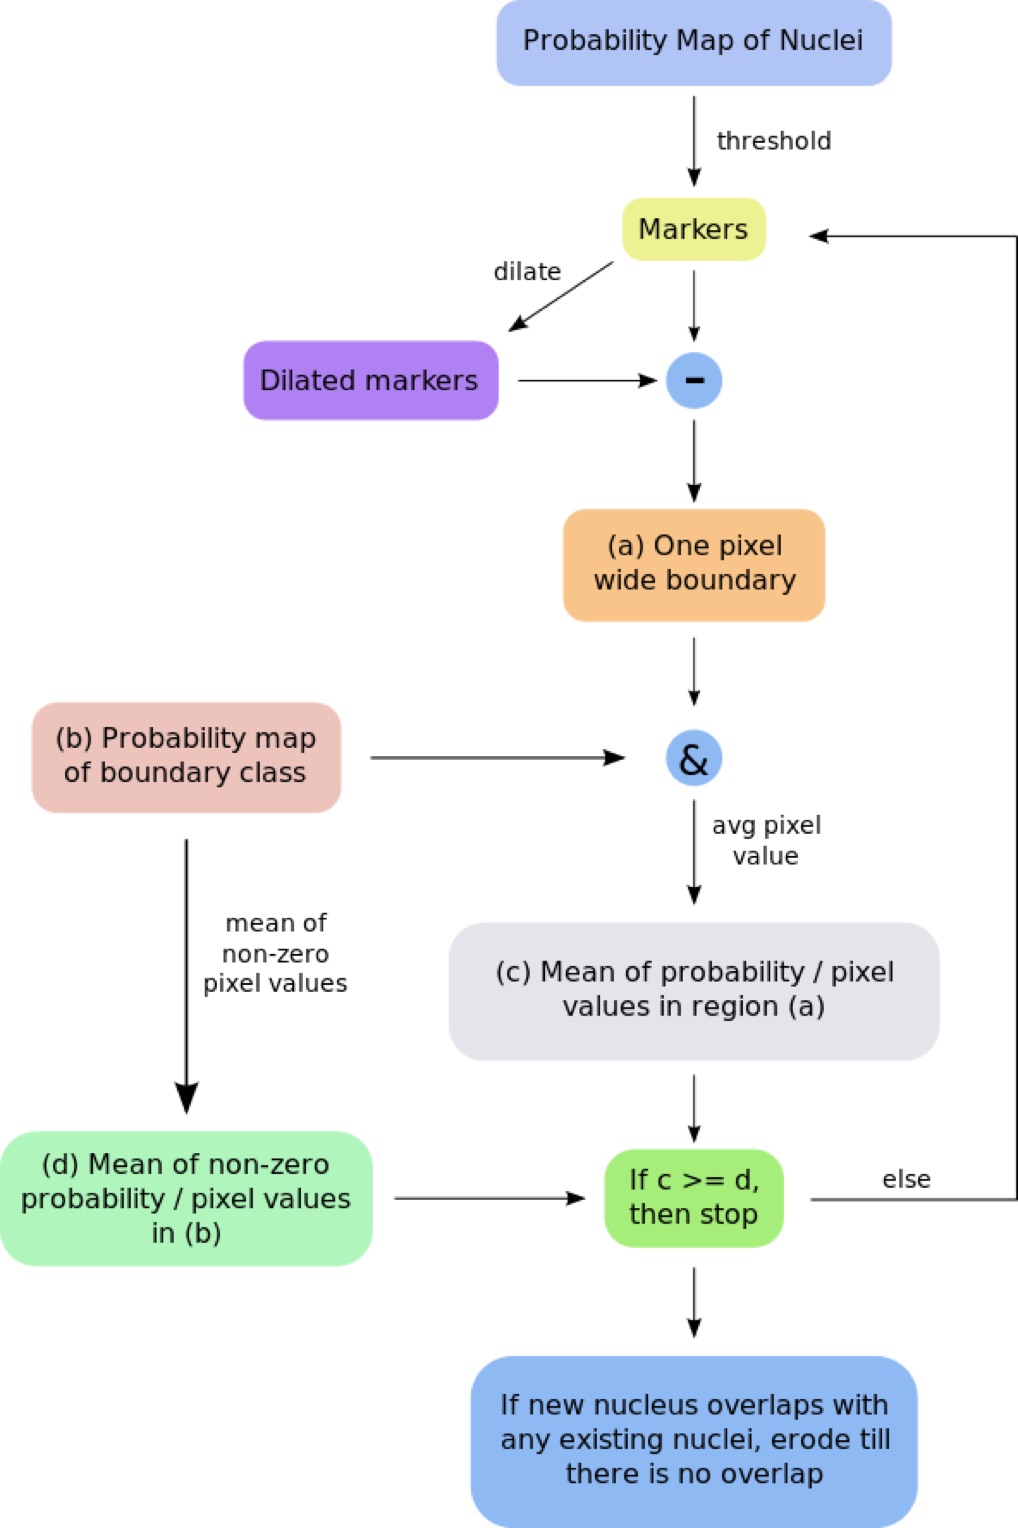 Probability Map of Nuclei
threshold
Markers
dilate
Dilated markers
-
(a) One pixel
wide boundary
(b) Probability map
of boundary class
&
avg pixel
value
mean of
non-zero
pixel values
(c) Mean of probability / pixel
values in region (a)
(d) Mean of non-zero
probability / pixel values
in (b)
If c >= d,
then stop
else
If new nucleus overlaps with
any existing nuclei, erode till
there is no overlap